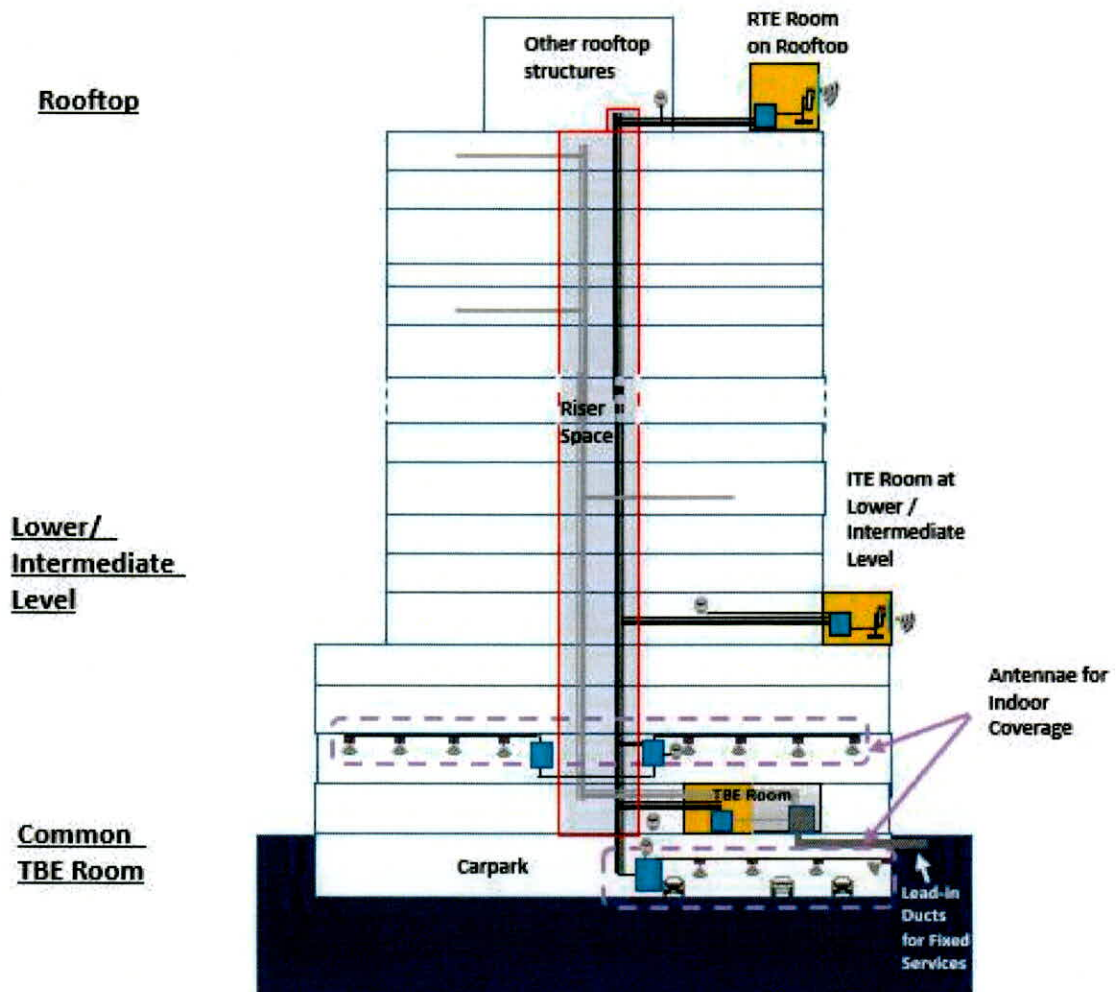 RTE Room
on Rooftop
Other rooftop
structures
Rooftop
Riser
Space
ITE Room at
Lower /
Intermediate
Level
Lower/
Intermediate
Level
Antennae for
Indoor
Coverage
TBE Room
Common
TBE Room
Carpark
Lead-in
Ducts
for Fixed
Services